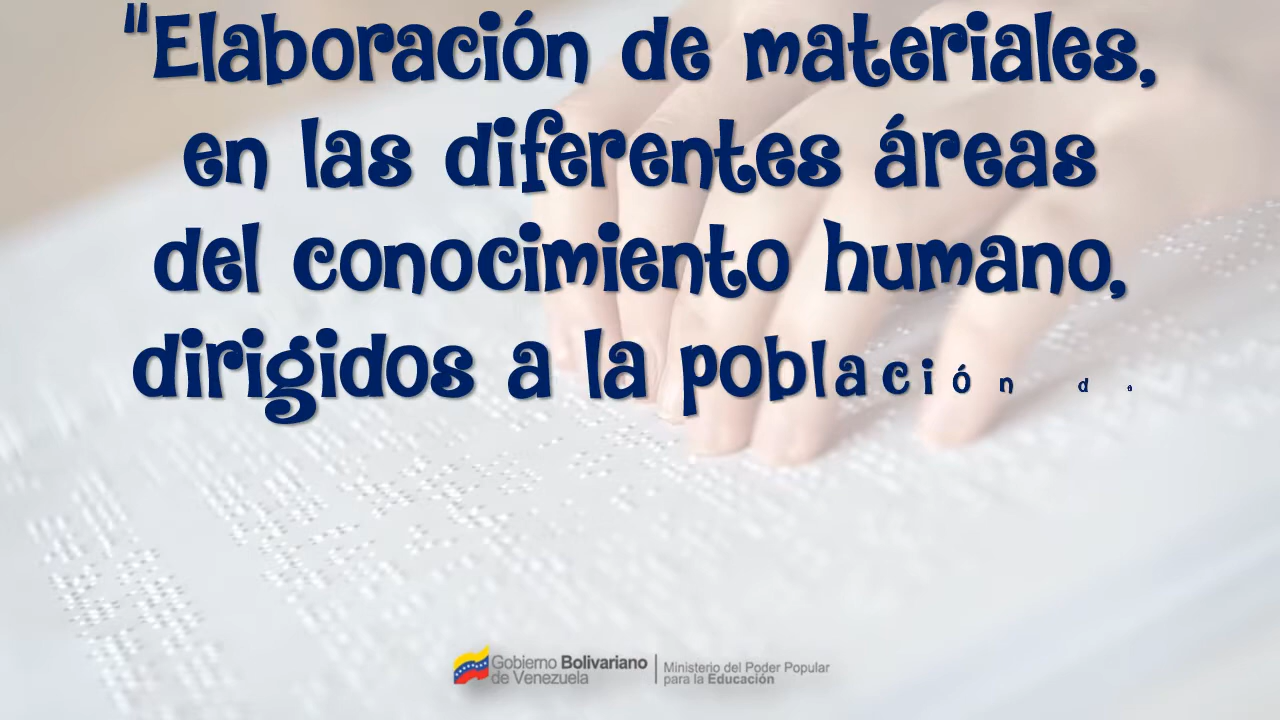 "Elaboración de materiales,
en las diferentes áreas
del conocimiento humano,
dirigidos a la población de
Gobierno Bolivariano
de Venezuela
Ministerio del Poder Popular
para la Educación